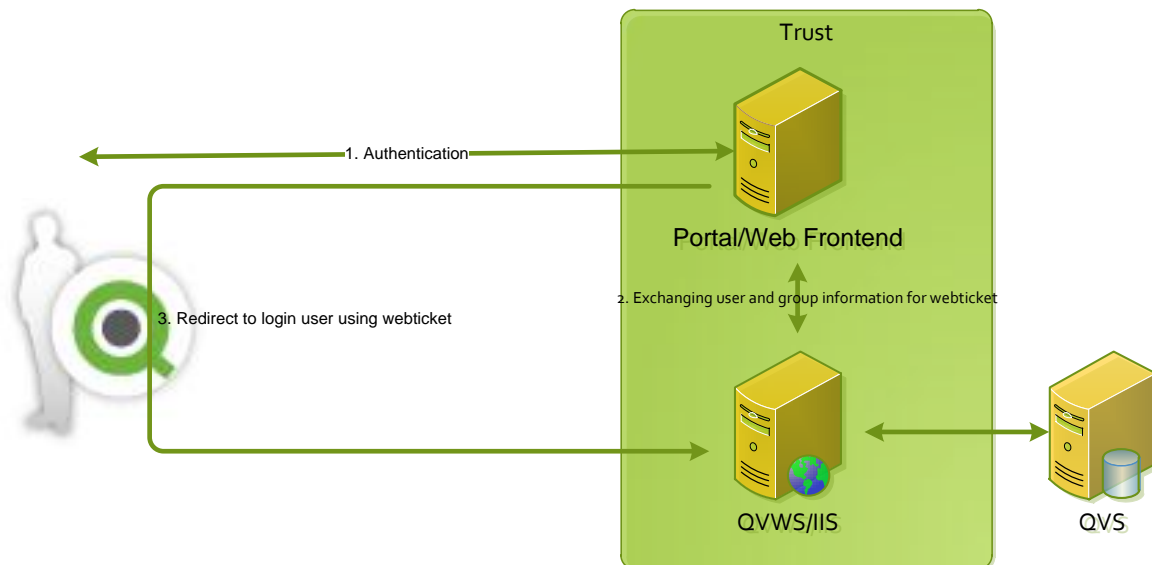 Trust
1. Authentication
Portal/Web Frontend
2. Exchanging user and group information for webticket
3. Redirect to login user using webticket
QVWS/IIS
QVS